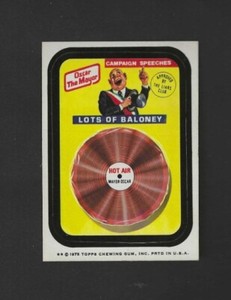 CAMPAIGN SPEECHES
Oscar
The Mayor
APPROVED
BY THE
LIARS
CLUB
LOTS OF BALONEY
HOT AIR
MAYOR OSCAR
★★ © 1975 TOPPS CHEWING GUM, INC. PRTD IN U.S.A.